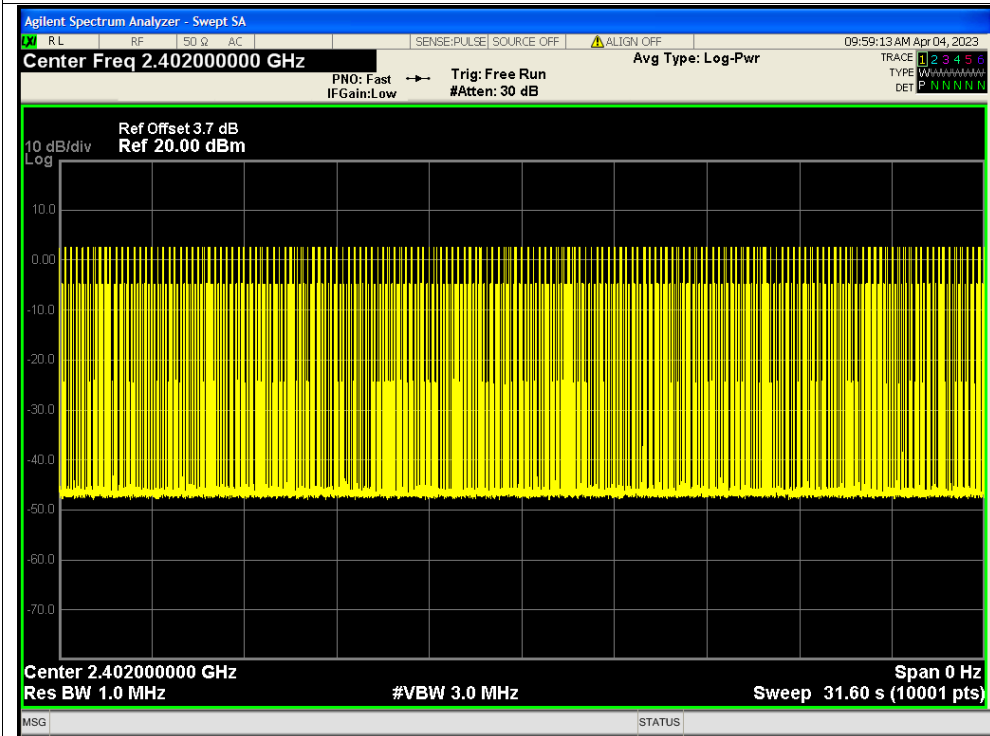 Agilent Spectrum Analyzer - Swept SA
LXI RL RF 50 Ω AC SENSE:PULSE SOURCE OFF ALIGN OFF 09:59:13 AM Apr 04, 2023
Center Freq 2.402000000 GHz
Avg Type: Log-Pwr
TRACE 1 2 3 4 5 6
PNO: Fast
Trig: Free Run
TYPE WWWWWW
IFGain:Low
#Atten: 30 dB
DET P N N N N N
Ref Offset 3.7 dB
10 dB/div Ref 20.00 dBm
Log
10.0
0.00
-10.0
-20.0
-30.0
-40.0
-50.0
-60.0
-70.0
Center 2.402000000 GHz Span 0 Hz
Res BW 1.0 MHz #VBW 3.0 MHz Sweep 31.60 s (10001 pts)
MSG STATUS